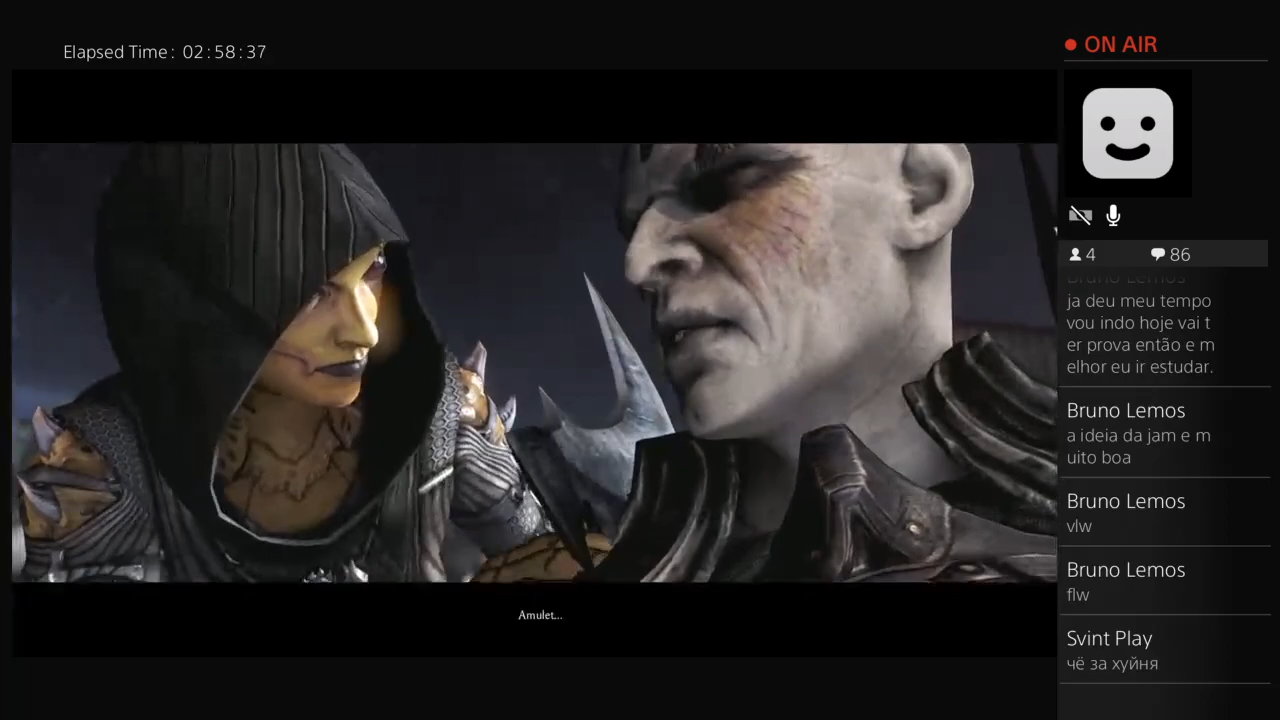 Elapsed Time: 02:58:37
ON AIR
4
86
Bruno Lemos
ja deu meu tempo
vou indo hoje vai t
er prova então e m
elhor eu ir estudar.
Bruno Lemos
a ideia da jam e m
uito boa
Bruno Lemos
vlw
Bruno Lemos
flw
Svint Play
чё за хуйня
Amulet...